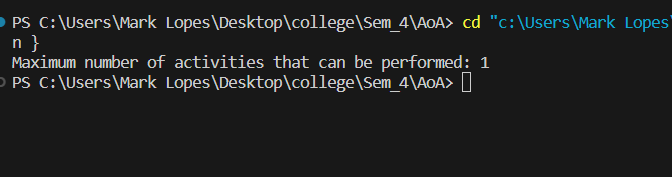 PS C:\Users\Mark Lopes\Desktop\college\Sem_4\AoA> cd "c:\Users\Mark Lopes\
n }
Maximum number of activities that can be performed: 1
PS C:\Users\Mark Lopes\Desktop\college\Sem_4\AoA>